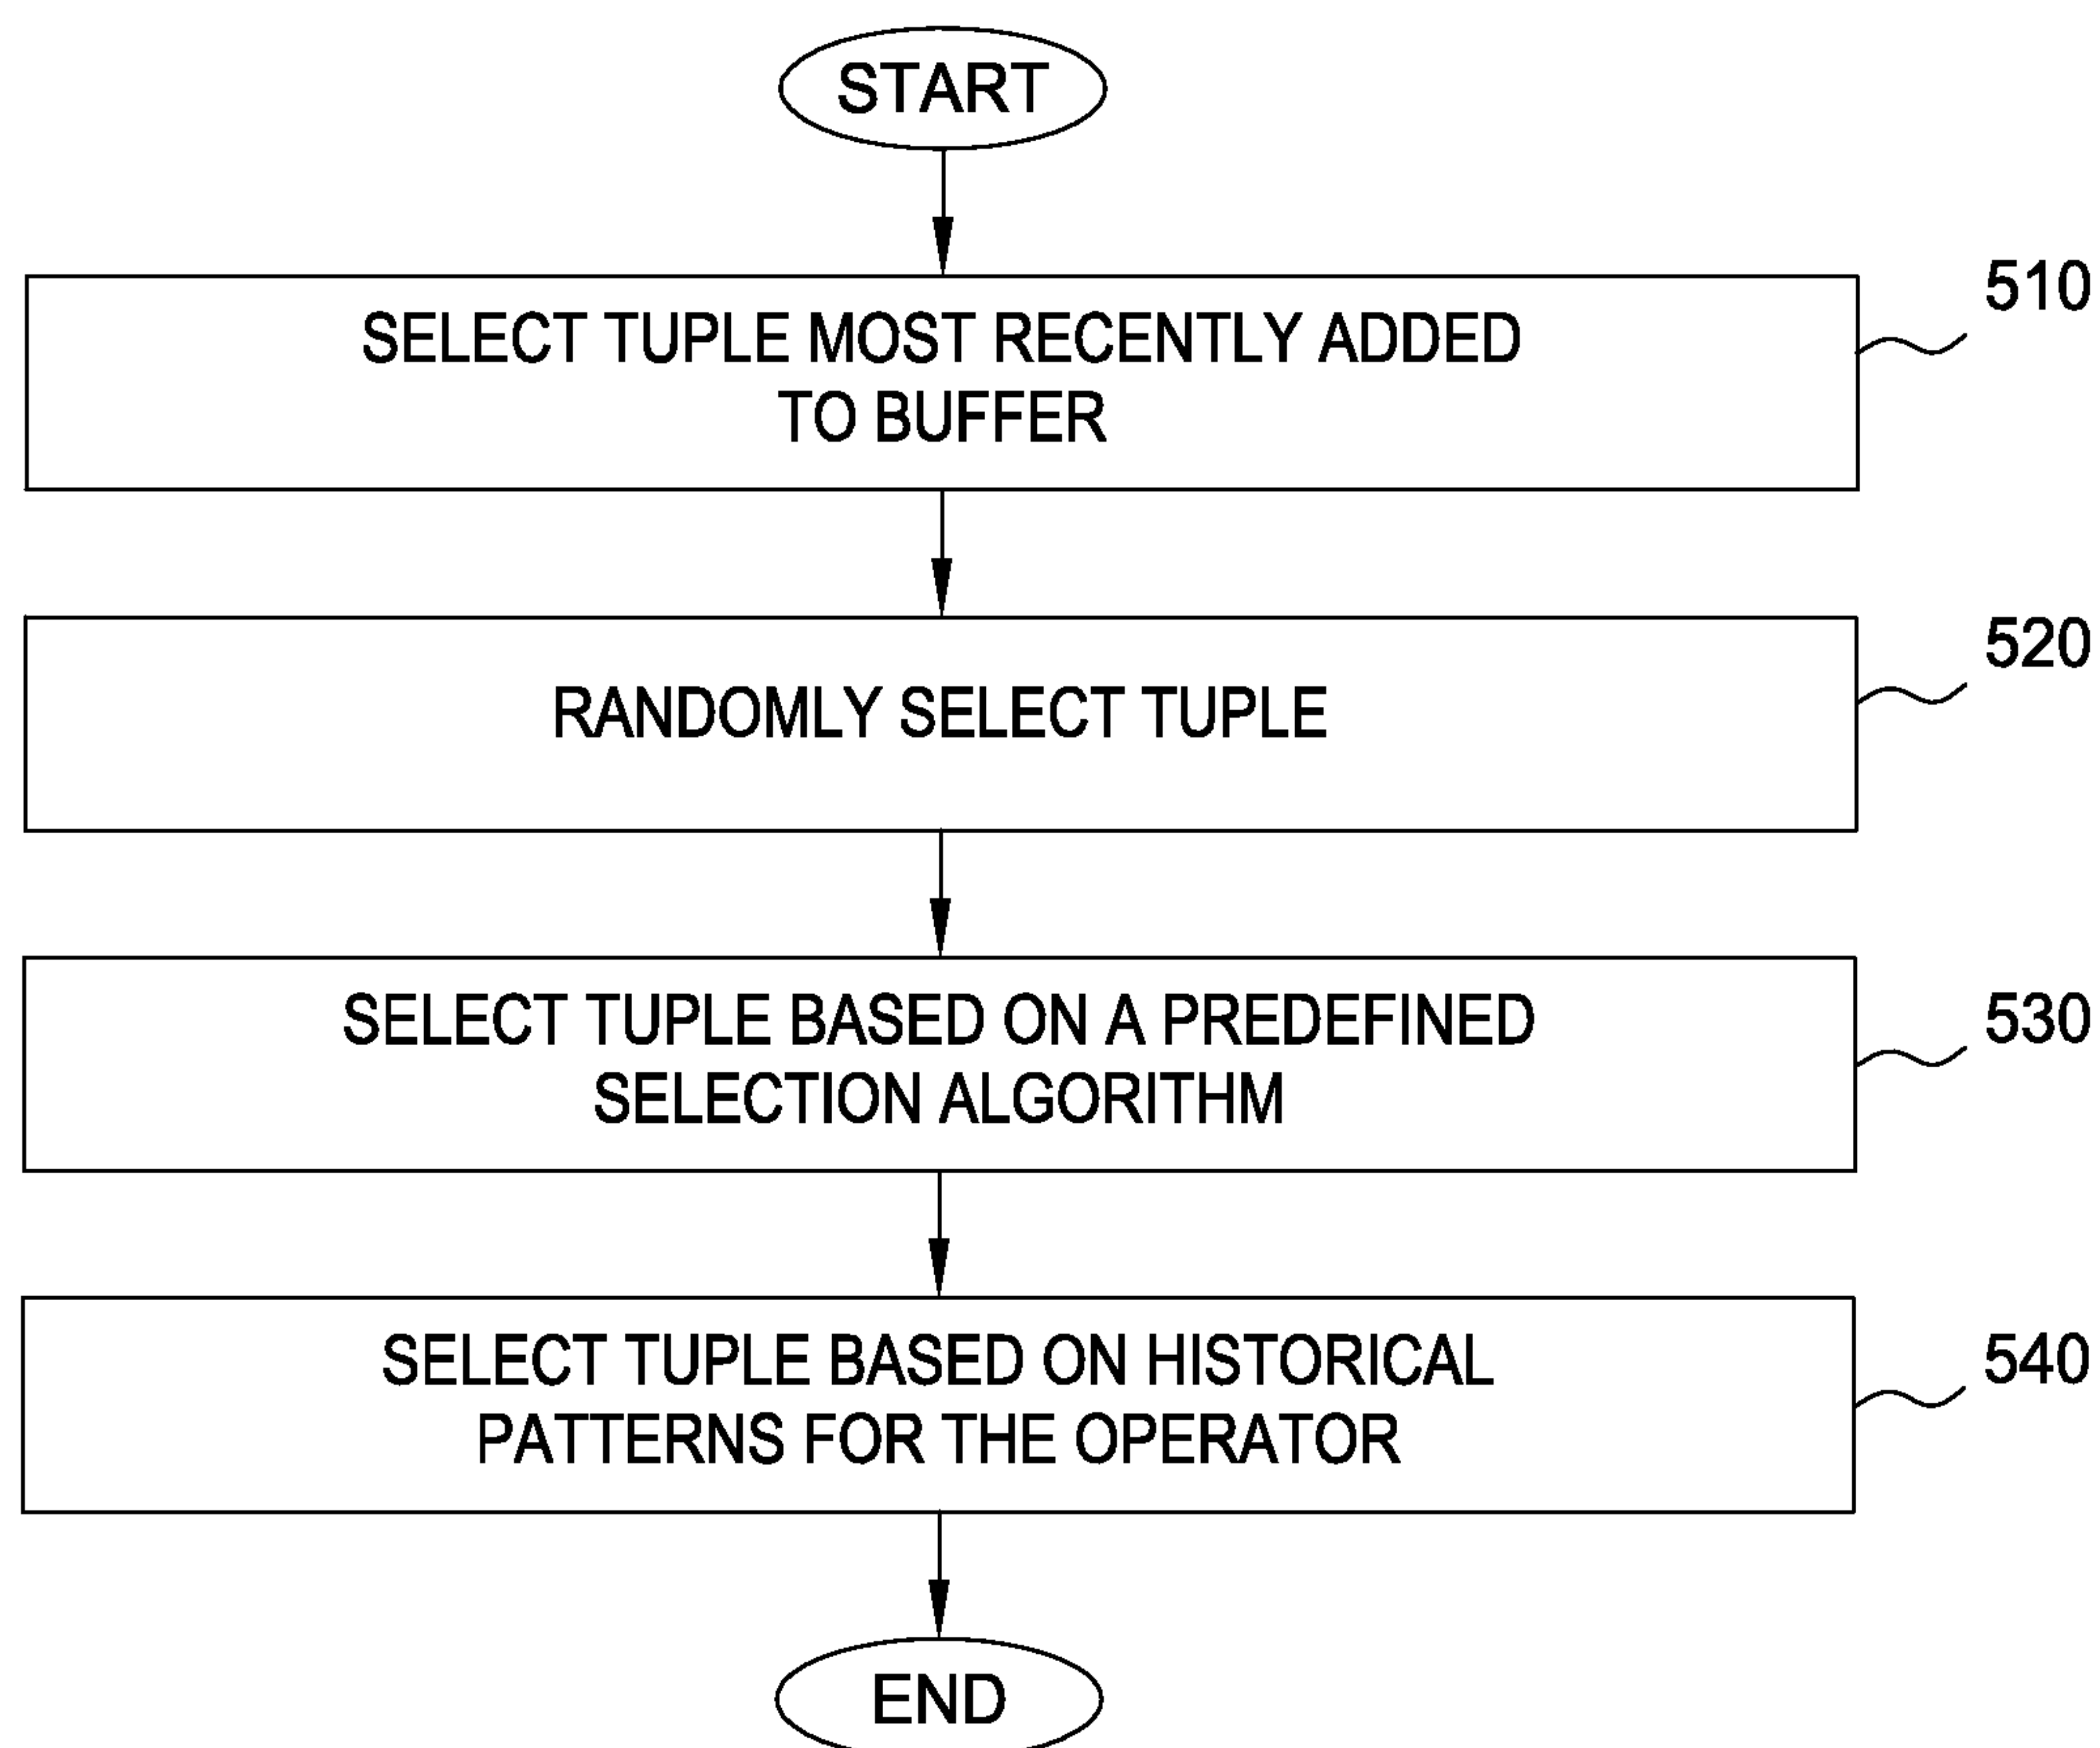 START
SELECT TUPLE MOST RECENTLY ADDED
TO BUFFER
510
RANDOMLY SELECT TUPLE
520
SELECT TUPLE BASED ON A PREDEFINED
SELECTION ALGORITHM
530
SELECT TUPLE BASED ON HISTORICAL
PATTERNS FOR THE OPERATOR
540
END